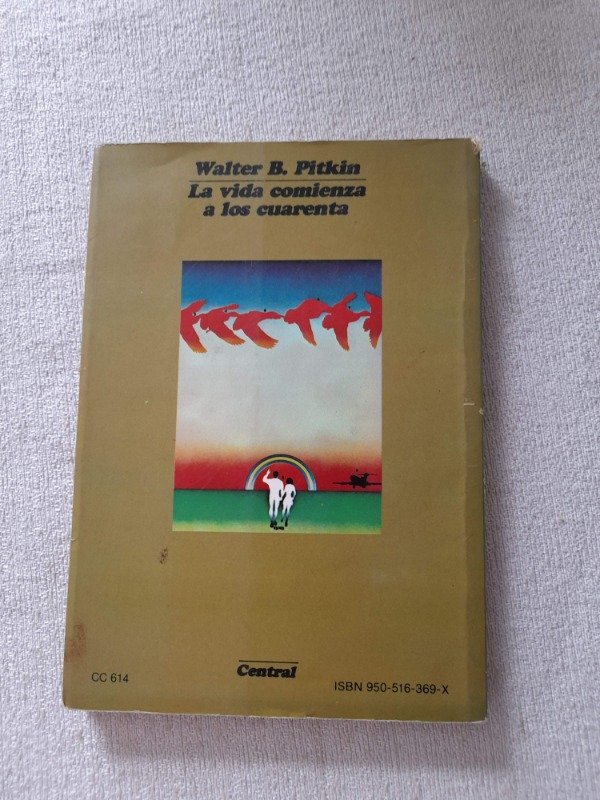 Walter B. Pitkin
La vida comienza
a los cuarenta
CC 614
Central
ISBN 950-516-369-X